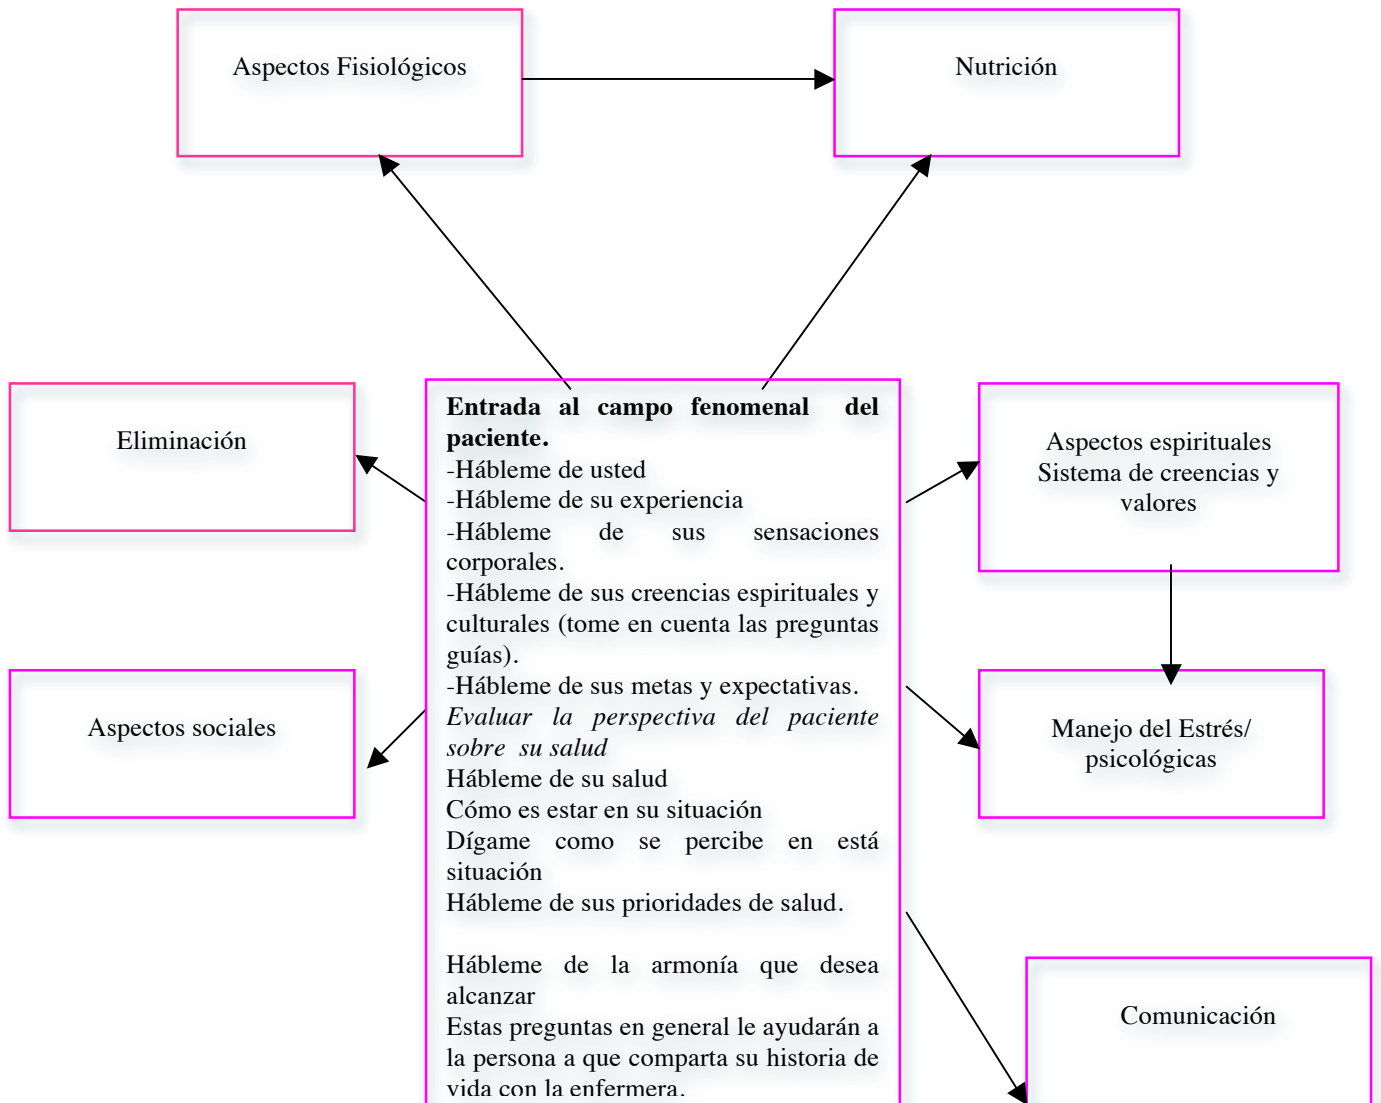 Aspectos Fisiológicos
Nutrición
Eliminación
Aspectos sociales
Entrada al campo fenomenal del
paciente.
-Hábleme de usted
-Hábleme de su experiencia
-Hábleme de sus sensaciones
corporales.
-Hábleme de sus creencias espirituales y
culturales (tome en cuenta las preguntas
guías).
-Hábleme de sus metas y expectativas.
Evaluar la perspectiva del paciente
sobre su salud
Hábleme de su salud
Cómo es estar en su situación
Dígame como se percibe en está
situación
Hábleme de sus prioridades de salud.
Hábleme de la armonía que desea
alcanzar
Estas preguntas en general le ayudarán a
la persona a que comparta su historia de
vida con la enfermera.
Aspectos espirituales
Sistema de creencias y
valores
Manejo del Estrés/
psicológicas
Comunicación